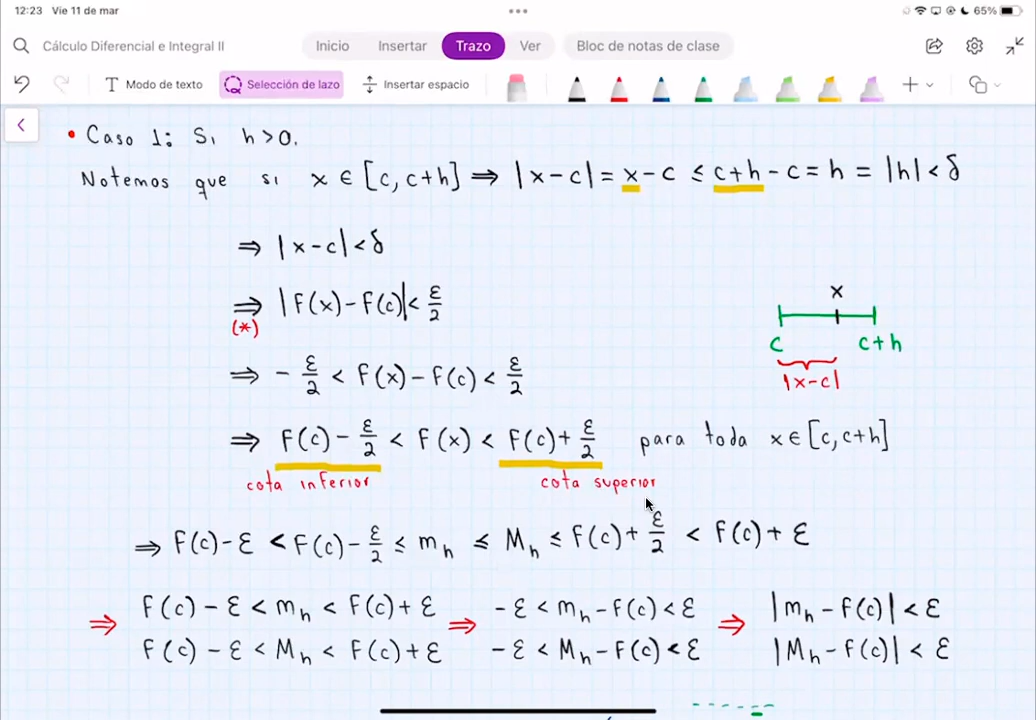 12:23 Vie 11 de mar 65%
Cálculo Diferencial e Integral II Inicio Insertar Trazo Ver Bloc de notas de clase
Modo de texto Selección de lazo Insertar espacio
• Caso 1: Si h>0.
Notemos que si x ∈ [c, c+h] ⇒ |x-c| = x-c ≤ c+h-c = h = |h| < δ
⇒ |x-c| < δ
⇒ |f(x)-f(c)| < ε/2
(*)
x
c c+h
|x-c|
⇒ -ε/2 < f(x)-f(c) < ε/2
⇒ f(c)-ε/2 < f(x) < f(c)+ε/2 para toda x∈[c,c+h]
cota inferior cota superior
⇒ f(c)-ε < f(c)-ε/2 ≤ m_h ≤ M_h ≤ f(c)+ε/2 < f(c)+ε
⇒ f(c)-ε < m_h < f(c)+ε ⇒ -ε < m_h-f(c) < ε ⇒ |m_h-f(c)| < ε
f(c)-ε < M_h < f(c)+ε -ε < M_h-f(c) < ε |M_h-f(c)| < ε